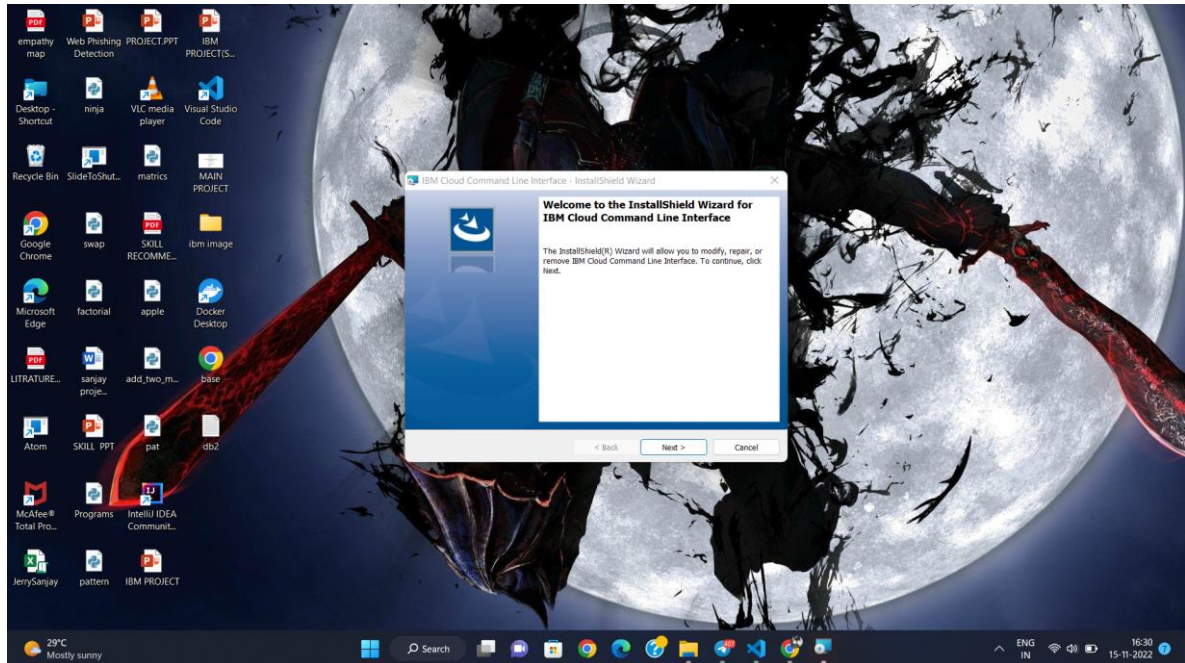 empathy map
Web Phishing Detection
PROJECT.PPT
IBM PROJECT(S...
Desktop - Shortcut
ninja
VLC media player
Visual Studio Code
Recycle Bin
SlideToShut...
matrics
MAIN PROJECT
Google Chrome
swap
SKILL RECOMME...
ibm image
Microsoft Edge
factorial
apple
Docker Desktop
LITRATURE...
sanjay proje...
add_two_m...
base
Atom
SKILL PPT
pat
db2
McAfee® Total Pro...
Programs
IntelliJ IDEA Communit...
JerrySanjay
pattern
IBM PROJECT
IBM Cloud Command Line Interface - InstallShield Wizard
Welcome to the InstallShield Wizard for
IBM Cloud Command Line Interface
The InstallShield(R) Wizard will allow you to modify, repair, or
remove IBM Cloud Command Line Interface. To continue, click
Next.
< Back
Next >
Cancel
29°C
Mostly sunny
Search
ENG
IN
16:30
15-11-2022